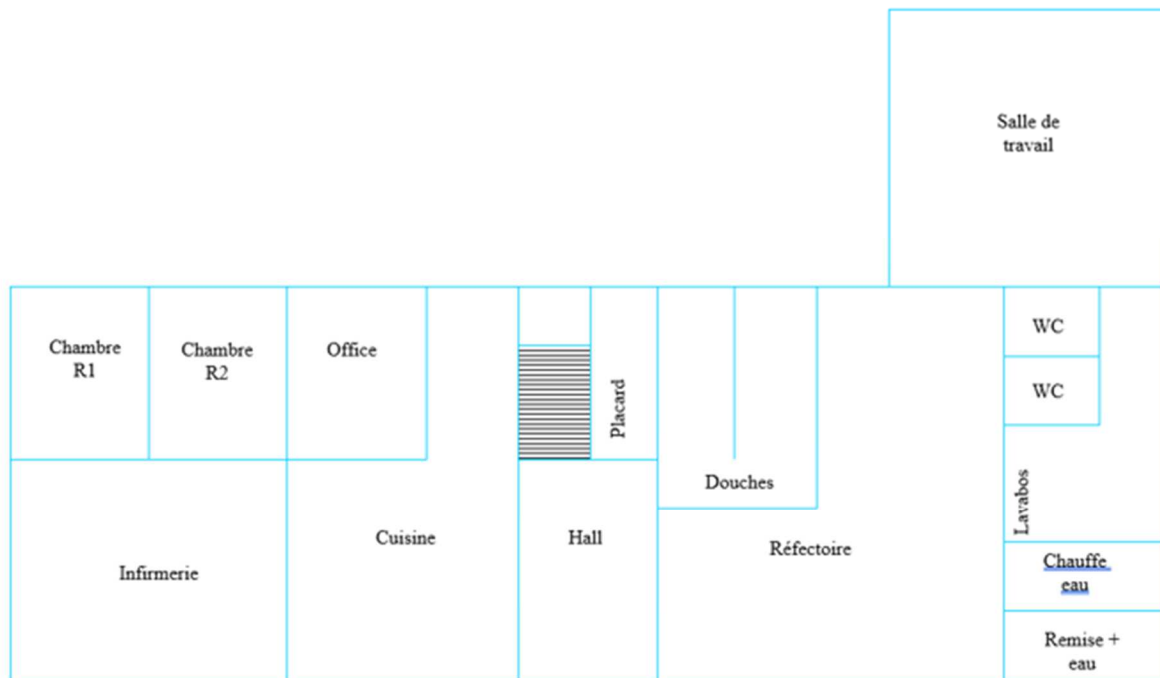 Salle de
travail
Chambre
R1
Chambre
R2
Office
Placard
WC
WC
Douches
Lavabos
Cuisine
Hall
Réfectoire
Infirmerie
Chauffe
eau
Remise +
eau